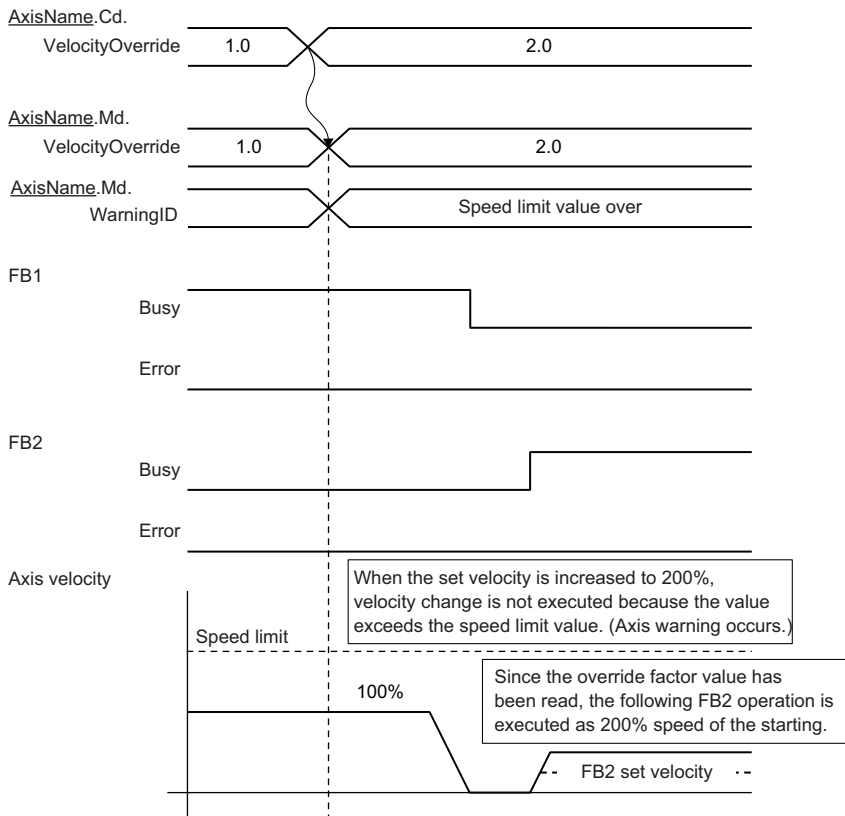 AxisName.Cd.
VelocityOverride
1.0
2.0
AxisName.Md.
VelocityOverride
1.0
2.0
AxisName.Md.
WarningID
Speed limit value over
FB1
Busy
Error
FB2
Busy
Error
Axis velocity
When the set velocity is increased to 200%,
velocity change is not executed because the value
exceeds the speed limit value. (Axis warning occurs.)
Speed limit
Since the override factor value has
been read, the following FB2 operation is
executed as 200% speed of the starting.
100%
FB2 set velocity